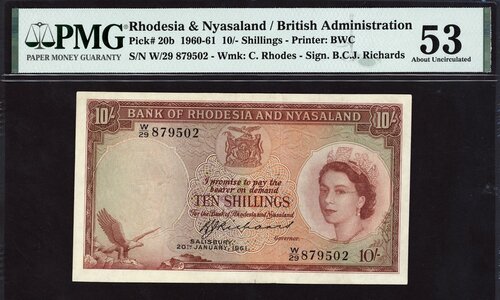 PMG
PAPER MONEY GUARANTY
Rhodesia & Nyasaland / British Administration
Pick# 20b 1960-61 10/- Shillings - Printer: BWC
S/N W/29 879502 - Wmk: C. Rhodes - Sign. B.C.J. Richards
53
About Uncirculated
10/-
BANK OF RHODESIA AND NYASALAND
10/-
W/29 879502
I promise to pay the
bearer on demand
TEN SHILLINGS
For the Bank of Rhodesia and Nyasaland
BJRichards
Governor.
SALISBURY,
20TH JANUARY, 1961.
W/29 879502
10/-